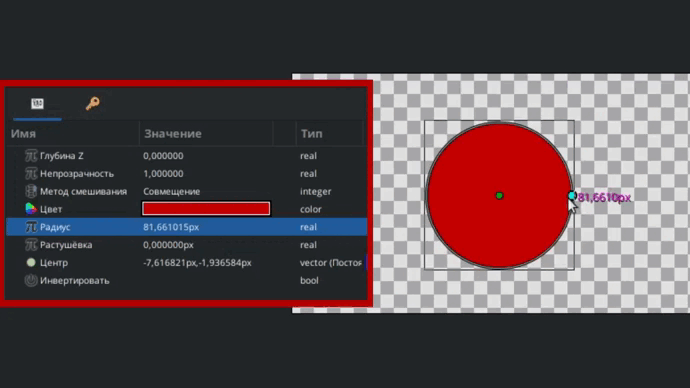 Имя Значение Тип
Глубина Z 0,000000 real
Непрозрачность 1,000000 real
Метод смешивания Совмещение integer
Цвет color
Радиус 81,661015px real
Растушёвка 0,000000px real
Центр -7,616821px,-1,936584px vector (Постоя
Инвертировать bool
81,6610px